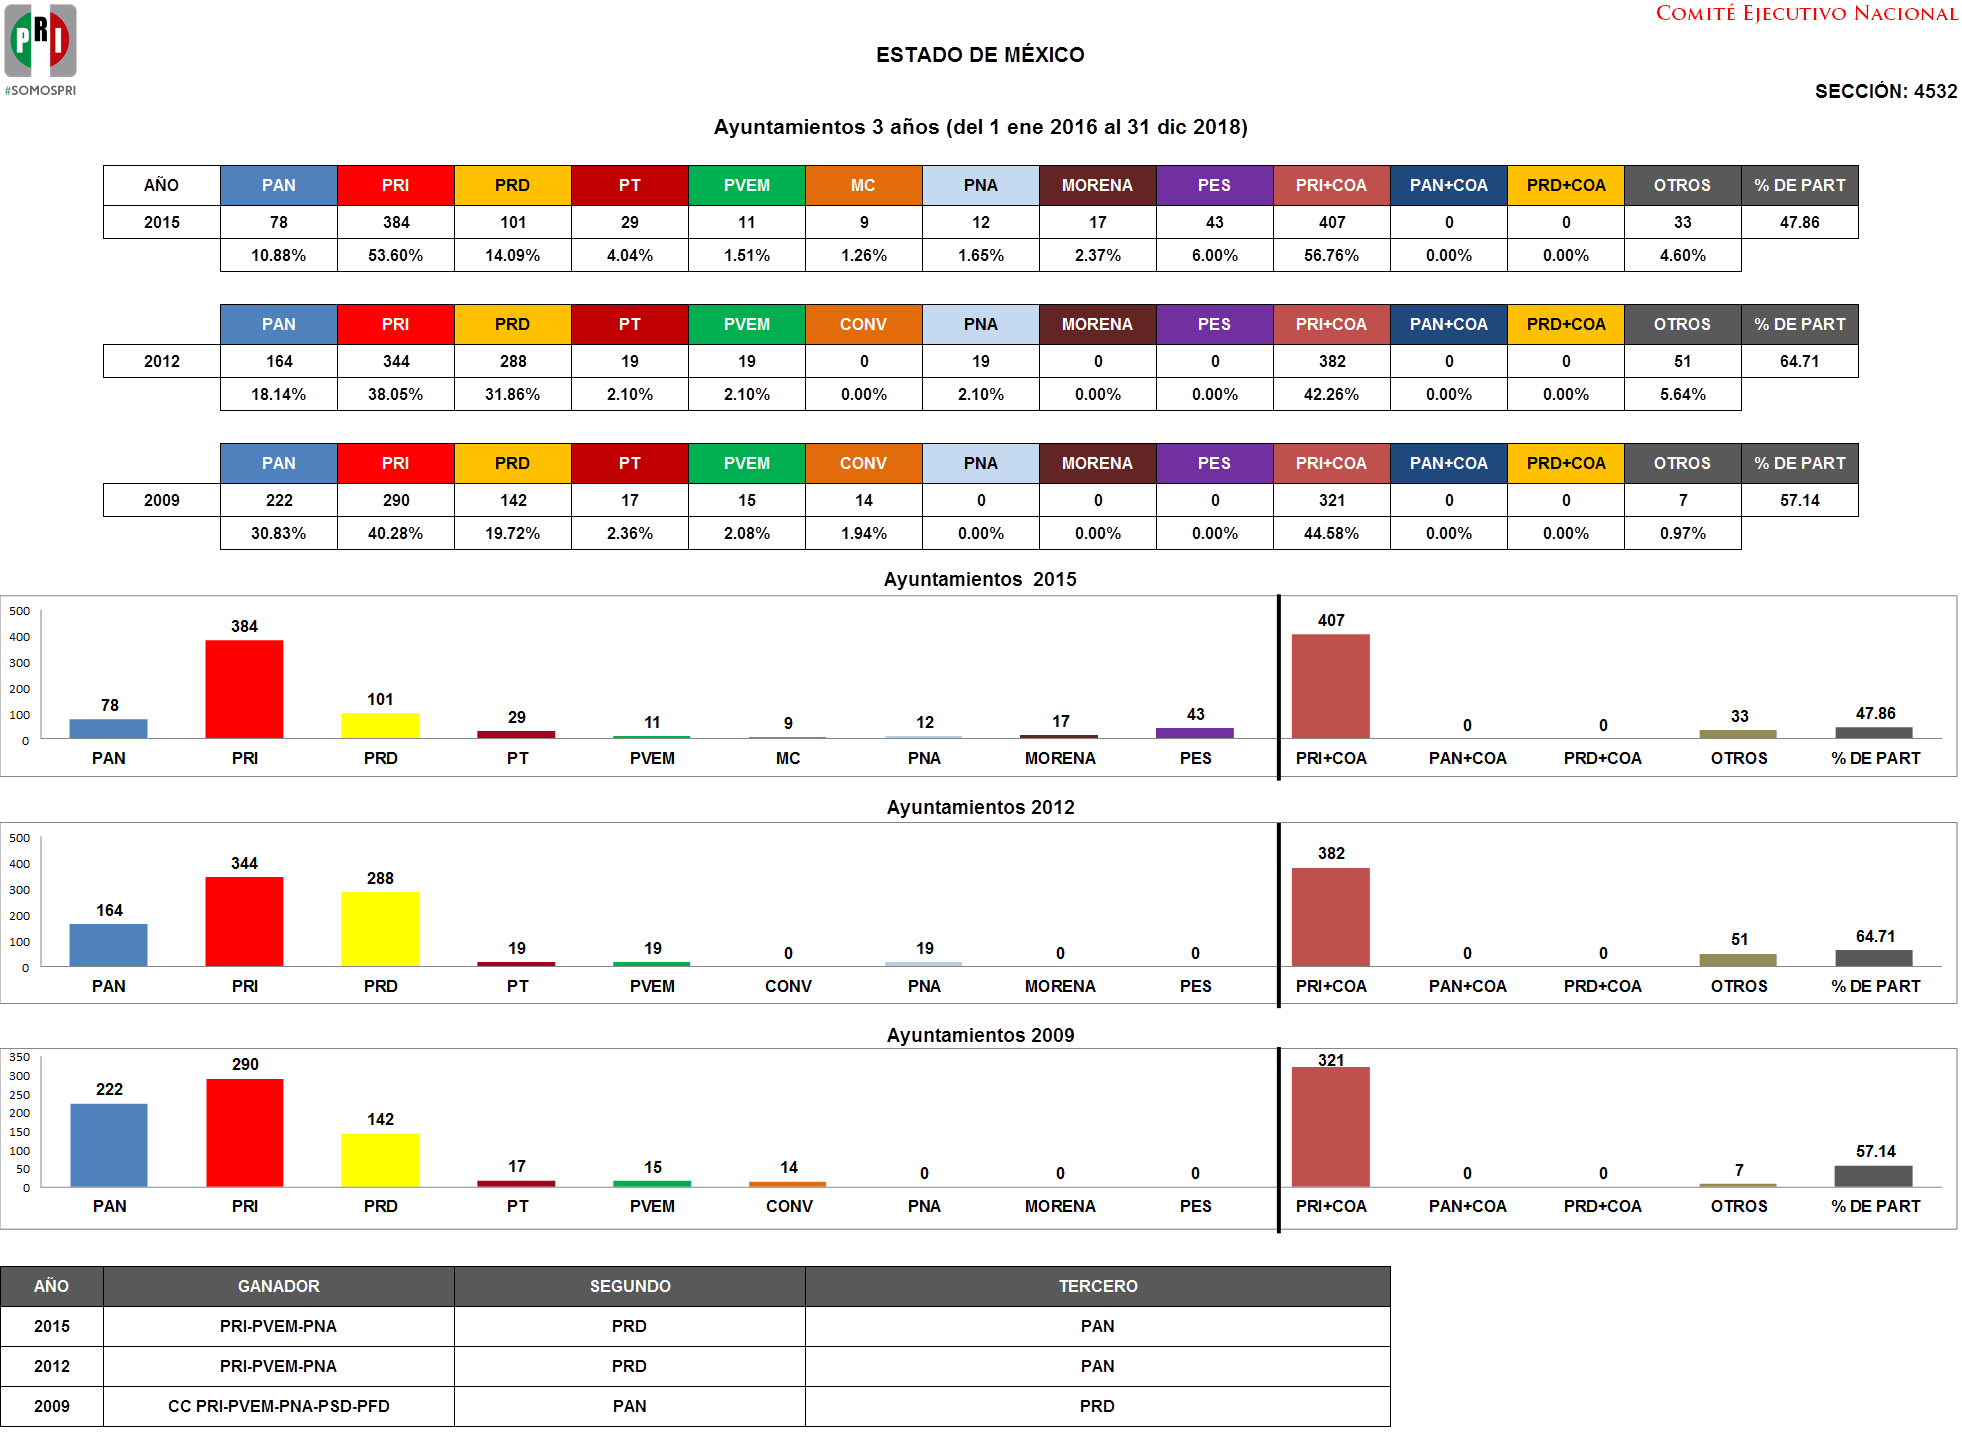 PRI
#SOMOSPRI
COMITÉ EJECUTIVO NACIONAL
ESTADO DE MÉXICO
SECCIÓN: 4532
Ayuntamientos 3 años (del 1 ene 2016 al 31 dic 2018)
AÑO PAN PRI PRD PT PVEM MC PNA MORENA PES PRI+COA PAN+COA PRD+COA OTROS % DE PART
2015 78 384 101 29 11 9 12 17 43 407 0 0 33 47.86
10.88% 53.60% 14.09% 4.04% 1.51% 1.26% 1.65% 2.37% 6.00% 56.76% 0.00% 0.00% 4.60%
PAN PRI PRD PT PVEM CONV PNA MORENA PES PRI+COA PAN+COA PRD+COA OTROS % DE PART
2012 164 344 288 19 19 0 19 0 0 382 0 0 51 64.71
18.14% 38.05% 31.86% 2.10% 2.10% 0.00% 2.10% 0.00% 0.00% 42.26% 0.00% 0.00% 5.64%
PAN PRI PRD PT PVEM CONV PNA MORENA PES PRI+COA PAN+COA PRD+COA OTROS % DE PART
2009 222 290 142 17 15 14 0 0 0 321 0 0 7 57.14
30.83% 40.28% 19.72% 2.36% 2.08% 1.94% 0.00% 0.00% 0.00% 44.58% 0.00% 0.00% 0.97%
Ayuntamientos 2015
500
400
300
200
100
0
78 384 101 29 11 9 12 17 43 407 0 0 33 47.86
PAN PRI PRD PT PVEM MC PNA MORENA PES PRI+COA PAN+COA PRD+COA OTROS % DE PART
Ayuntamientos 2012
500
400
300
200
100
0
164 344 288 19 19 0 19 0 0 382 0 0 51 64.71
PAN PRI PRD PT PVEM CONV PNA MORENA PES PRI+COA PAN+COA PRD+COA OTROS % DE PART
Ayuntamientos 2009
350
300
250
200
150
100
50
0
222 290 142 17 15 14 0 0 0 321 0 0 7 57.14
PAN PRI PRD PT PVEM CONV PNA MORENA PES PRI+COA PAN+COA PRD+COA OTROS % DE PART
AÑO GANADOR SEGUNDO TERCERO
2015 PRI-PVEM-PNA PRD PAN
2012 PRI-PVEM-PNA PRD PAN
2009 CC PRI-PVEM-PNA-PSD-PFD PAN PRD